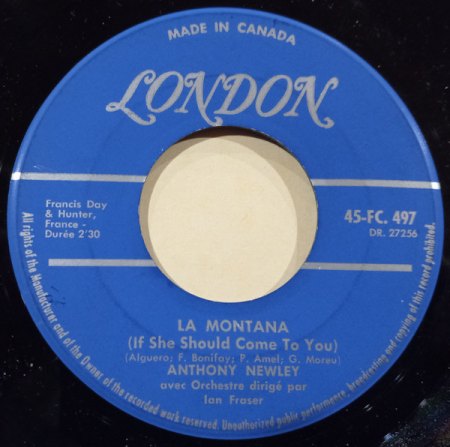 MADE IN CANADA
LONDON
Francis Day
& Hunter,
France -
Durée 2'30
45-FC. 497
DR. 27256
LA MONTANA
(If She Should Come To You)
(Alguero; F. Bonifay; P. Amel; G. Moreu)
ANTHONY NEWLEY
avec Orchestre dirigé par
Ian Fraser
All rights of the Manufacturer and of the Owner of the recorded work reserved. Unauthorized public performance, broadcasting and copying of this record prohibited.